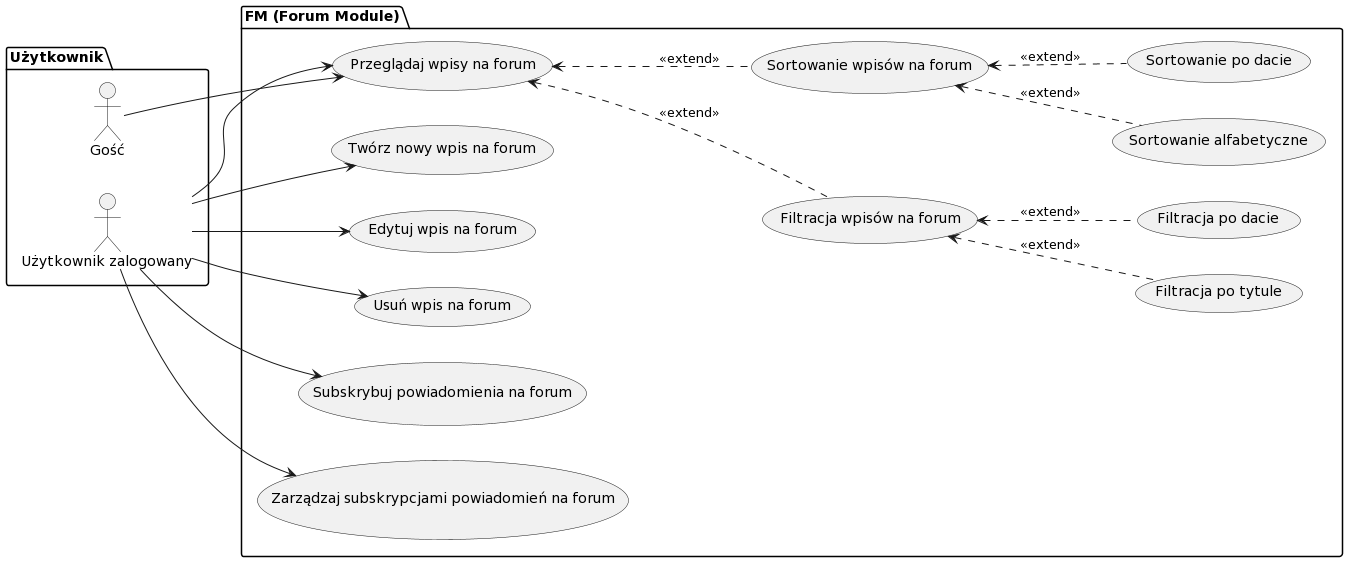 FM (Forum Module)
Użytkownik
Gość
Użytkownik zalogowany
Przeglądaj wpisy na forum
Twórz nowy wpis na forum
Edytuj wpis na forum
Usuń wpis na forum
Subskrybuj powiadomienia na forum
Zarządzaj subskrypcjami powiadomień na forum
«extend»
«extend»
Sortowanie wpisów na forum
Filtracja wpisów na forum
«extend»
«extend»
«extend»
«extend»
Sortowanie po dacie
Sortowanie alfabetyczne
Filtracja po dacie
Filtracja po tytule